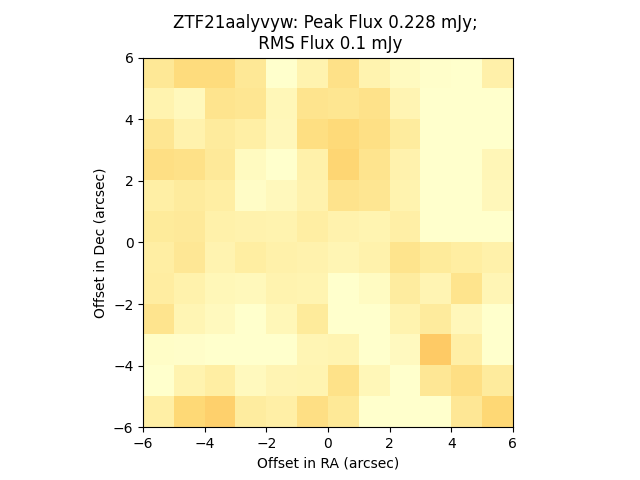 ZTF21aalyvyw: Peak Flux 0.228 mJy;
RMS Flux 0.1 mJy
6
4
2
0
−2
−4
−6
Offset in Dec (arcsec)
−6 −4 −2 0 2 4 6
Offset in RA (arcsec)